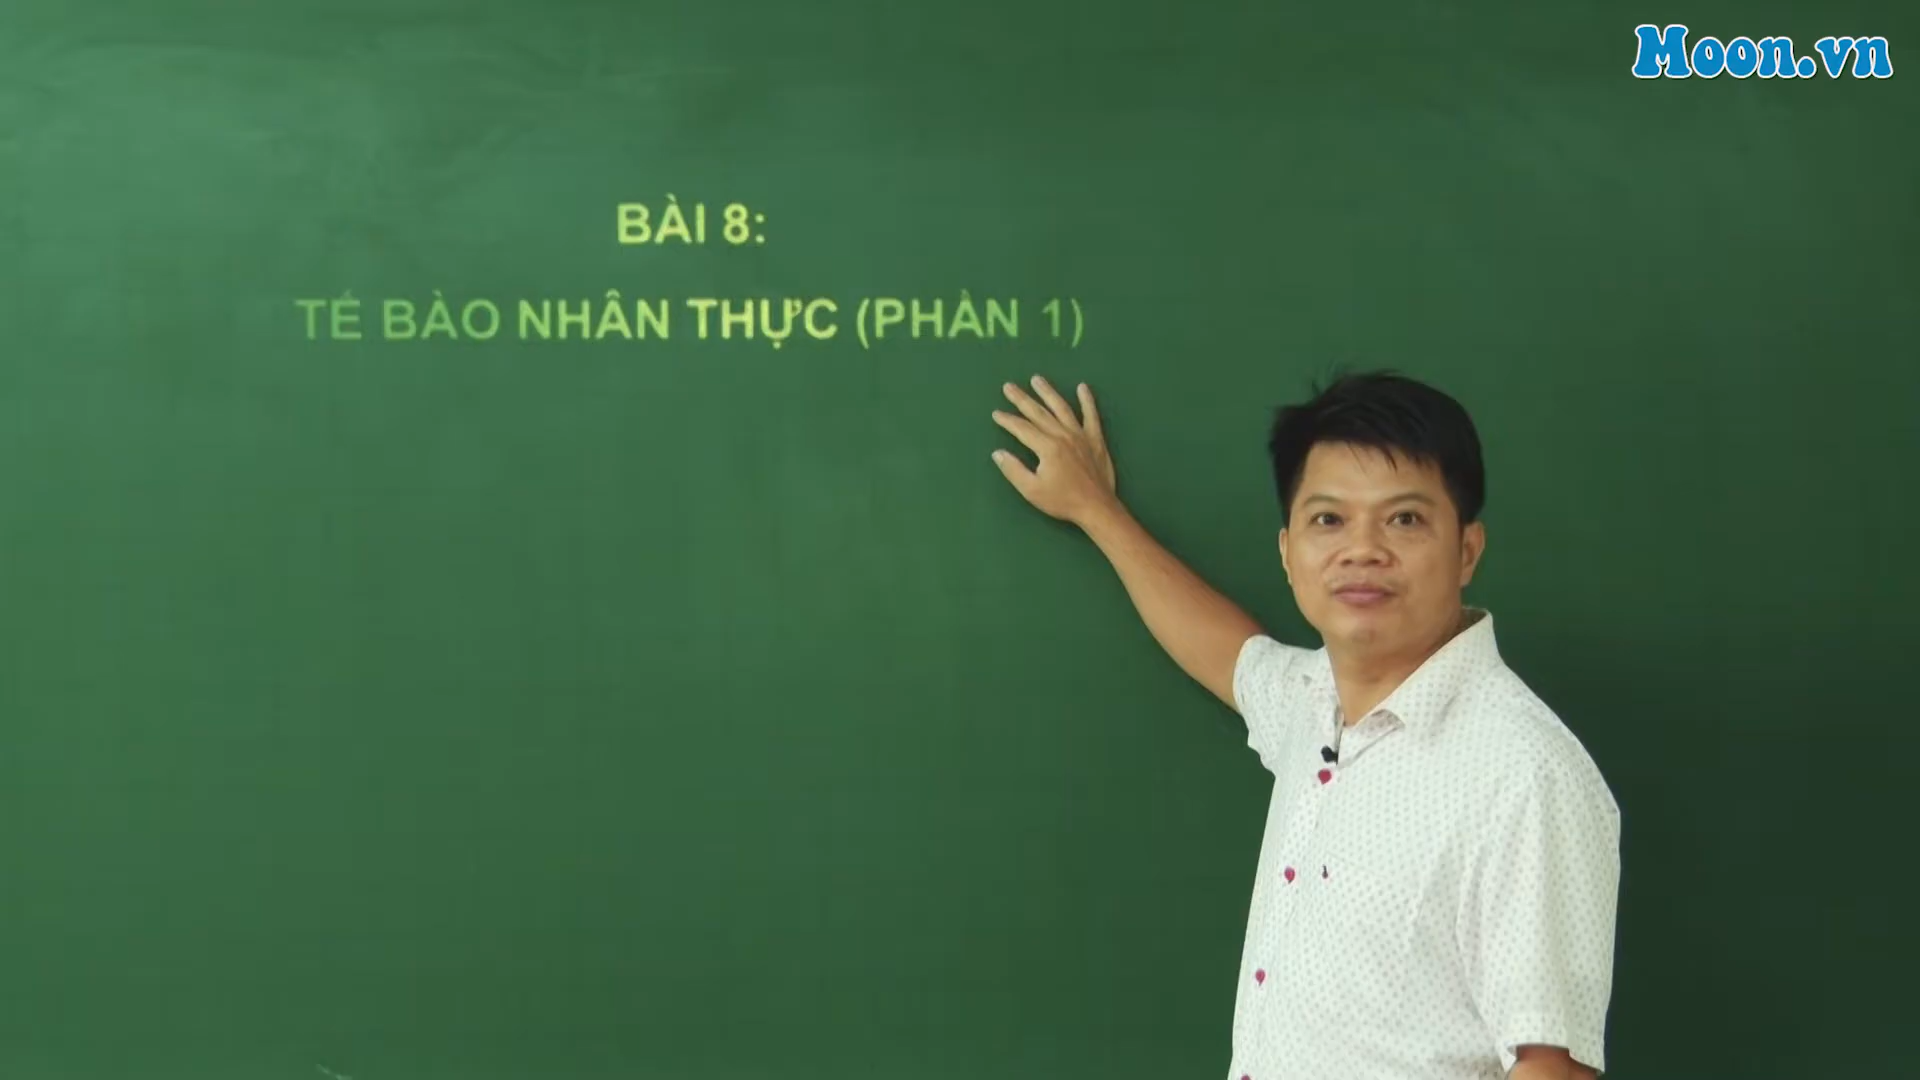 Moon.vn
BÀI 8:
TẾ BÀO NHÂN THỰC (PHẦN 1)